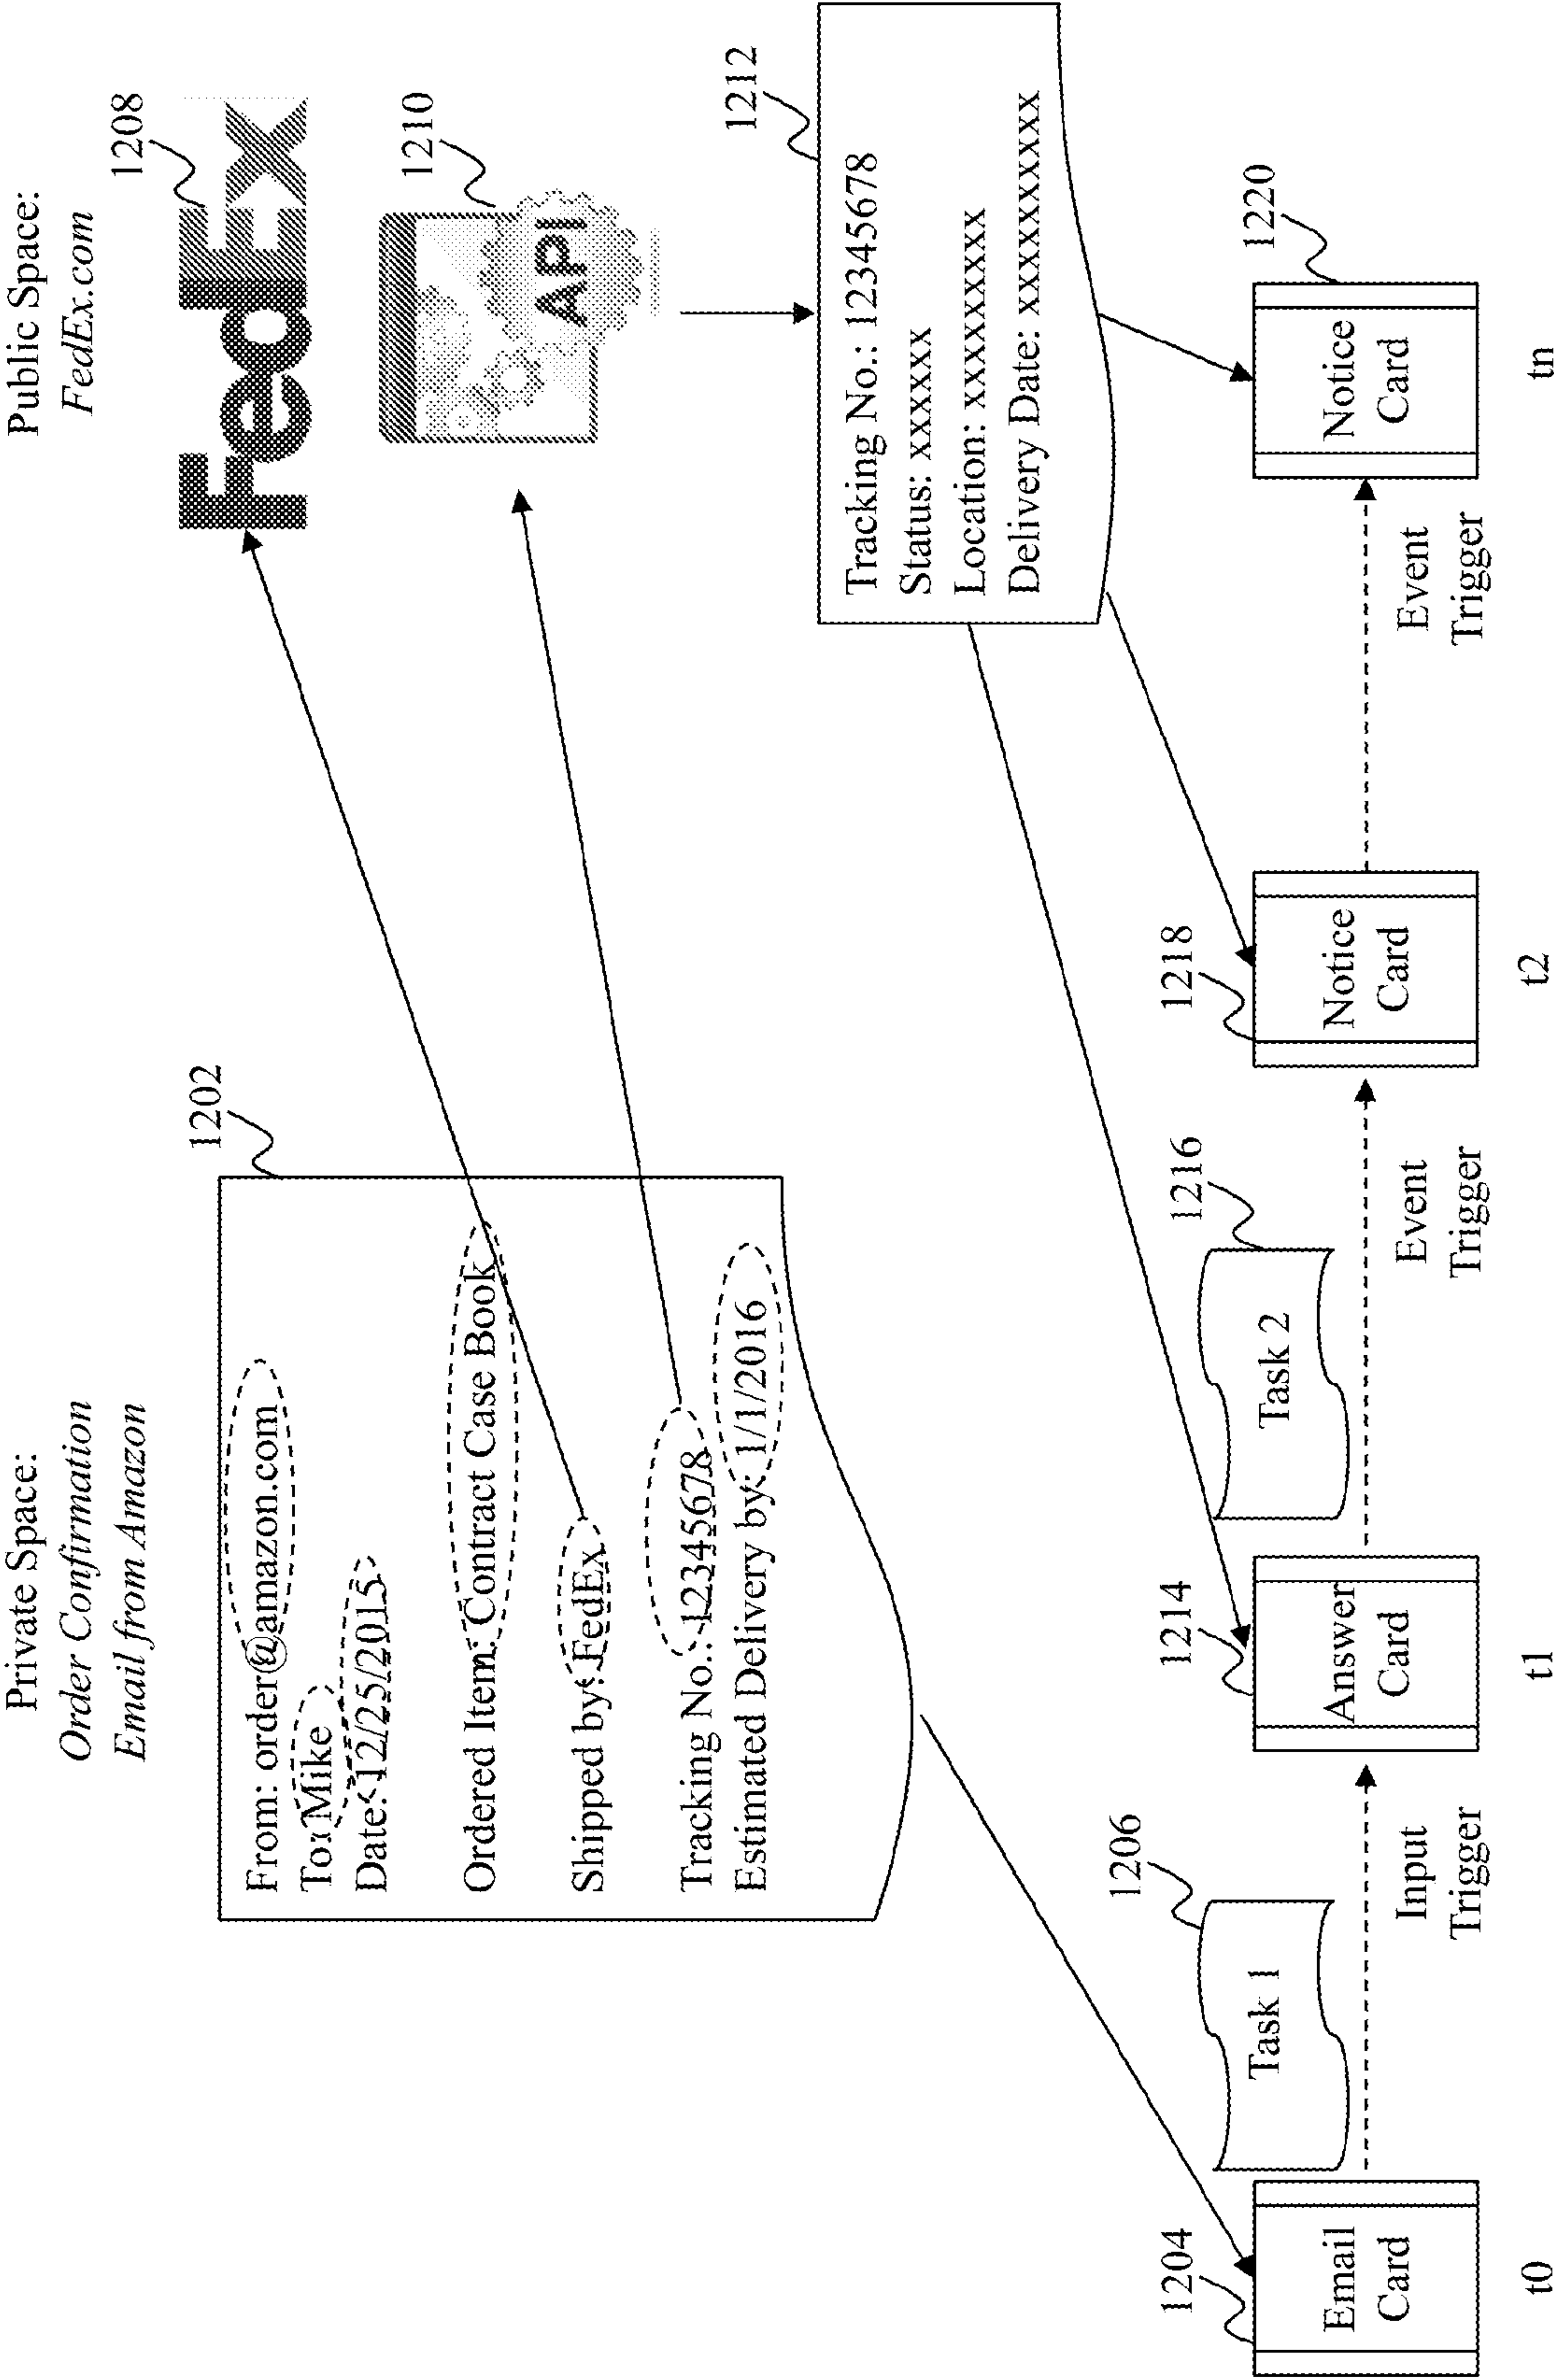 Private Space:
Order Confirmation
Email from Amazon
Public Space:
FedEx.com
1202
From: order@amazon.com
To: Mike
Date: 12/25/2015
Ordered Item: Contract Case Book
Shipped by: FedEx
Tracking No.: 12345678
Estimated Delivery by: 1/1/2016
1208
FedEx
1210
API
1212
Tracking No.: 12345678
Status: xxxxxx
Location: xxxxxxxxx
Delivery Date: xxxxxxxxxx
1204
Email
Card
1206
Task 1
Input
Trigger
1214
Answer
Card
1216
Task 2
Event
Trigger
1218
Notice
Card
Event
Trigger
1220
Notice
Card
t0
t1
t2
tn